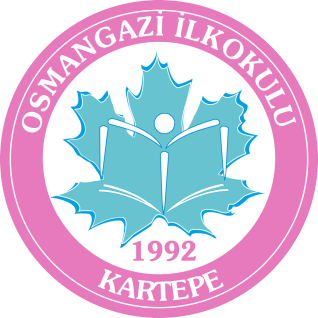 OSMANGAZİ İLKOKULU
1992
KARTEPE